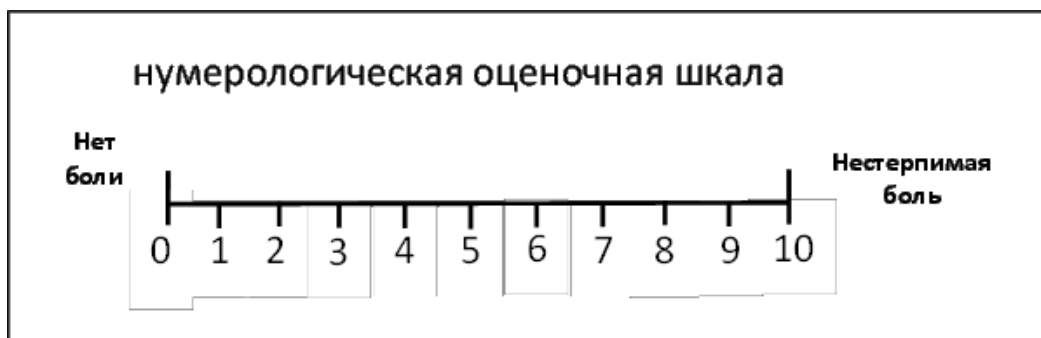 нумерологическая оценочная шкала
Нет
боли
Нестерпимая
боль
0 1 2 3 4 5 6 7 8 9 10